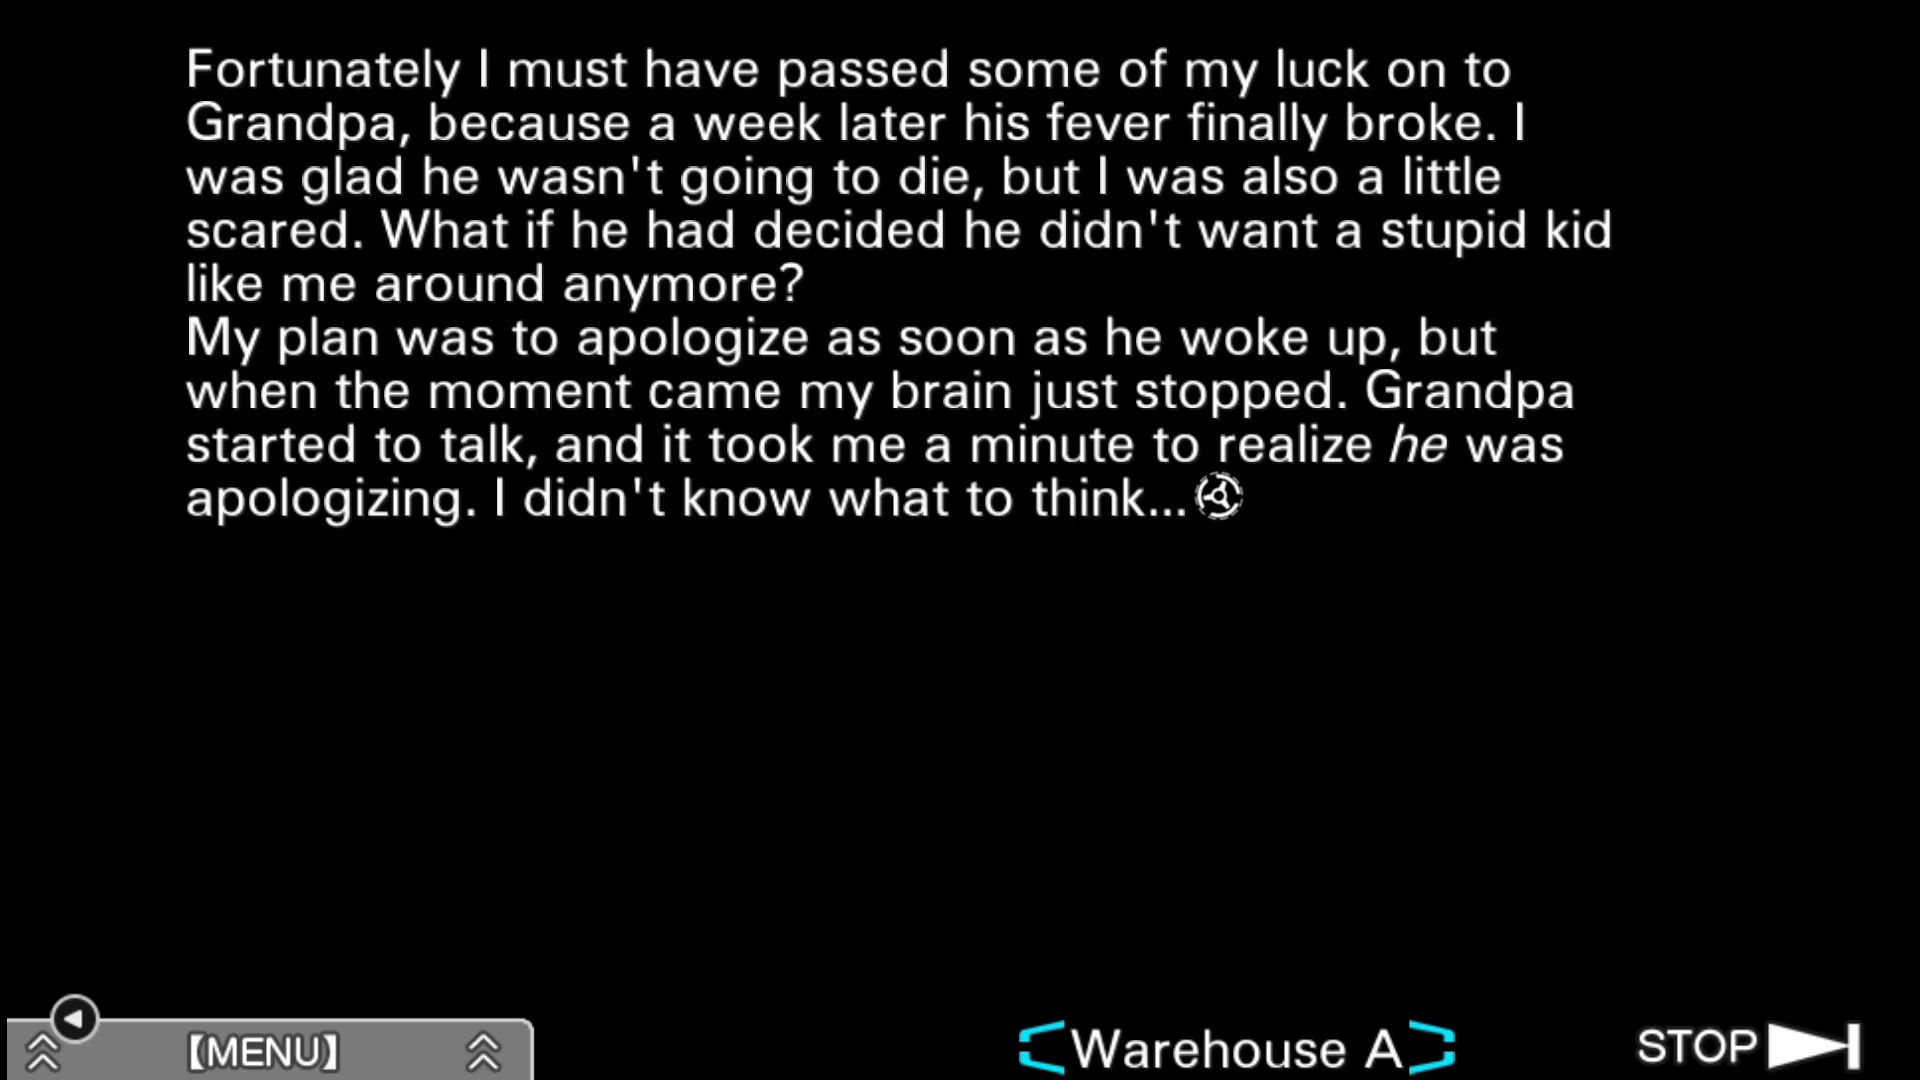 Fortunately I must have passed some of my luck on to
Grandpa, because a week later his fever finally broke. I
was glad he wasn't going to die, but I was also a little
scared. What if he had decided he didn't want a stupid kid
like me around anymore?
My plan was to apologize as soon as he woke up, but
when the moment came my brain just stopped. Grandpa
started to talk, and it took me a minute to realize he was
apologizing. I didn't know what to think...
【MENU】
Warehouse A
STOP